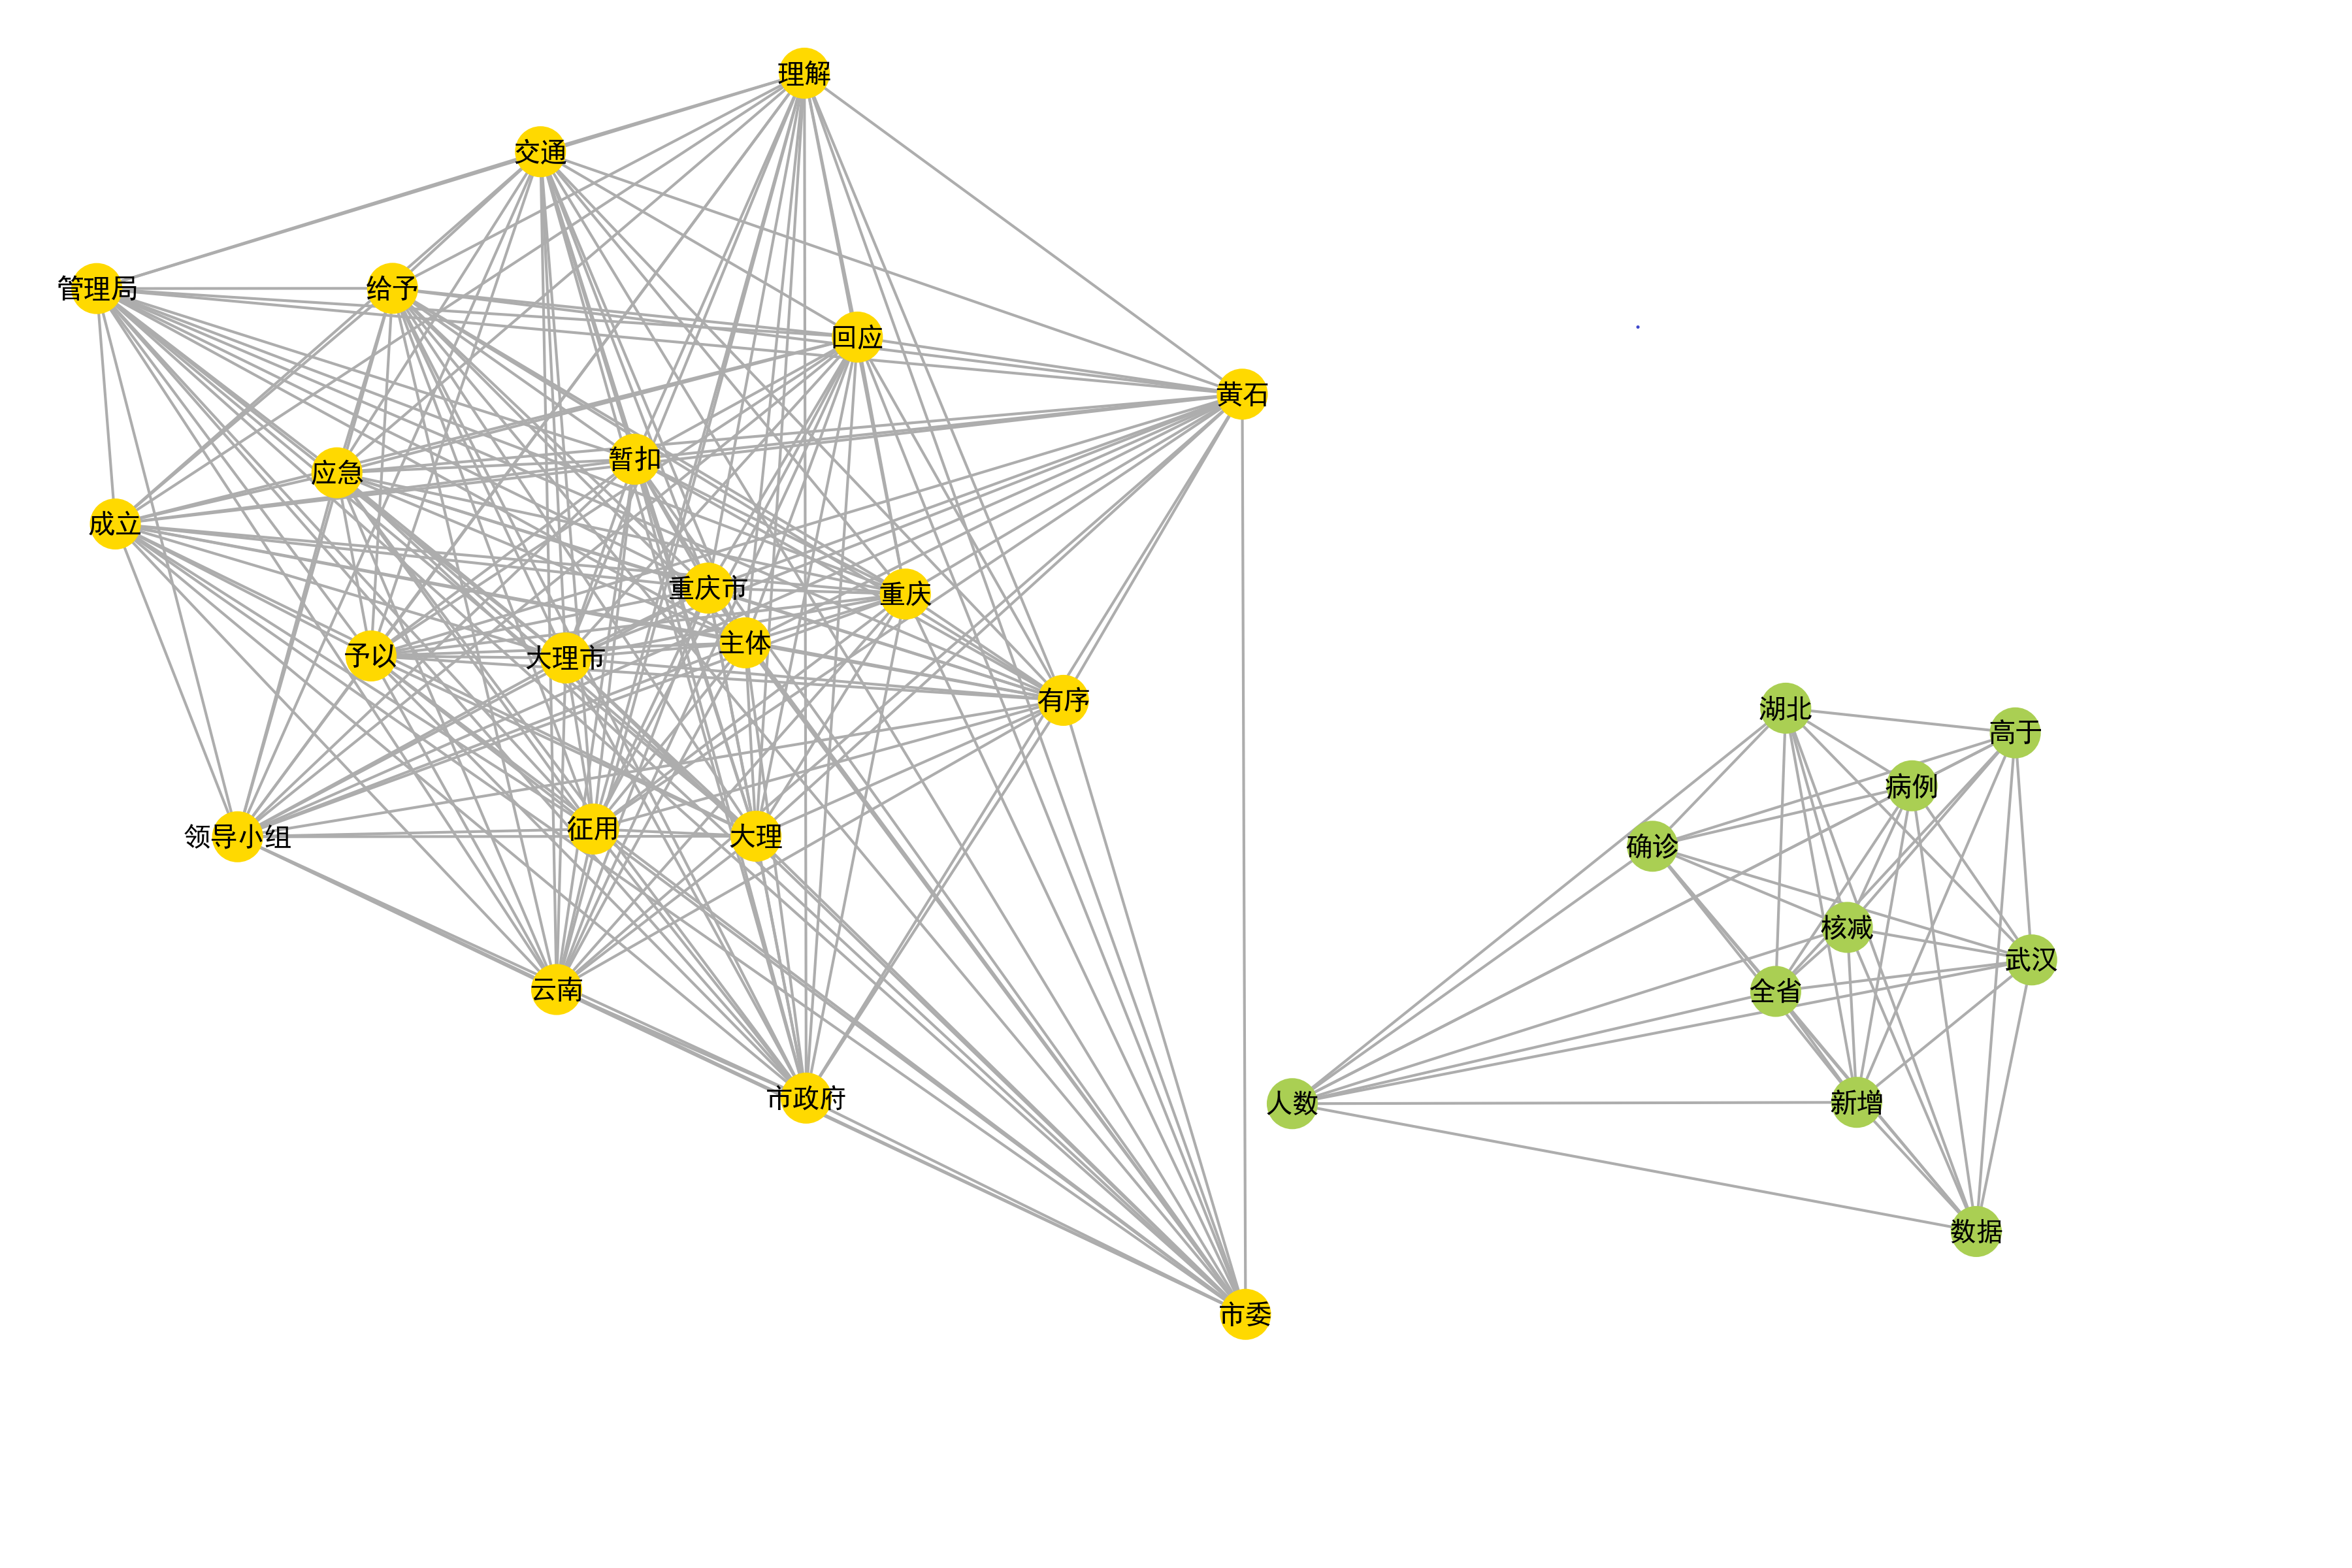 理解
交通
管理局
给予
回应
黄石
暂扣
应急
成立
重庆市
重庆
主体
予以
大理市
有序
领导小组
征用
大理
云南
市政府
市委
湖北
高于
病例
确诊
核减
武汉
全省
人数
新增
数据